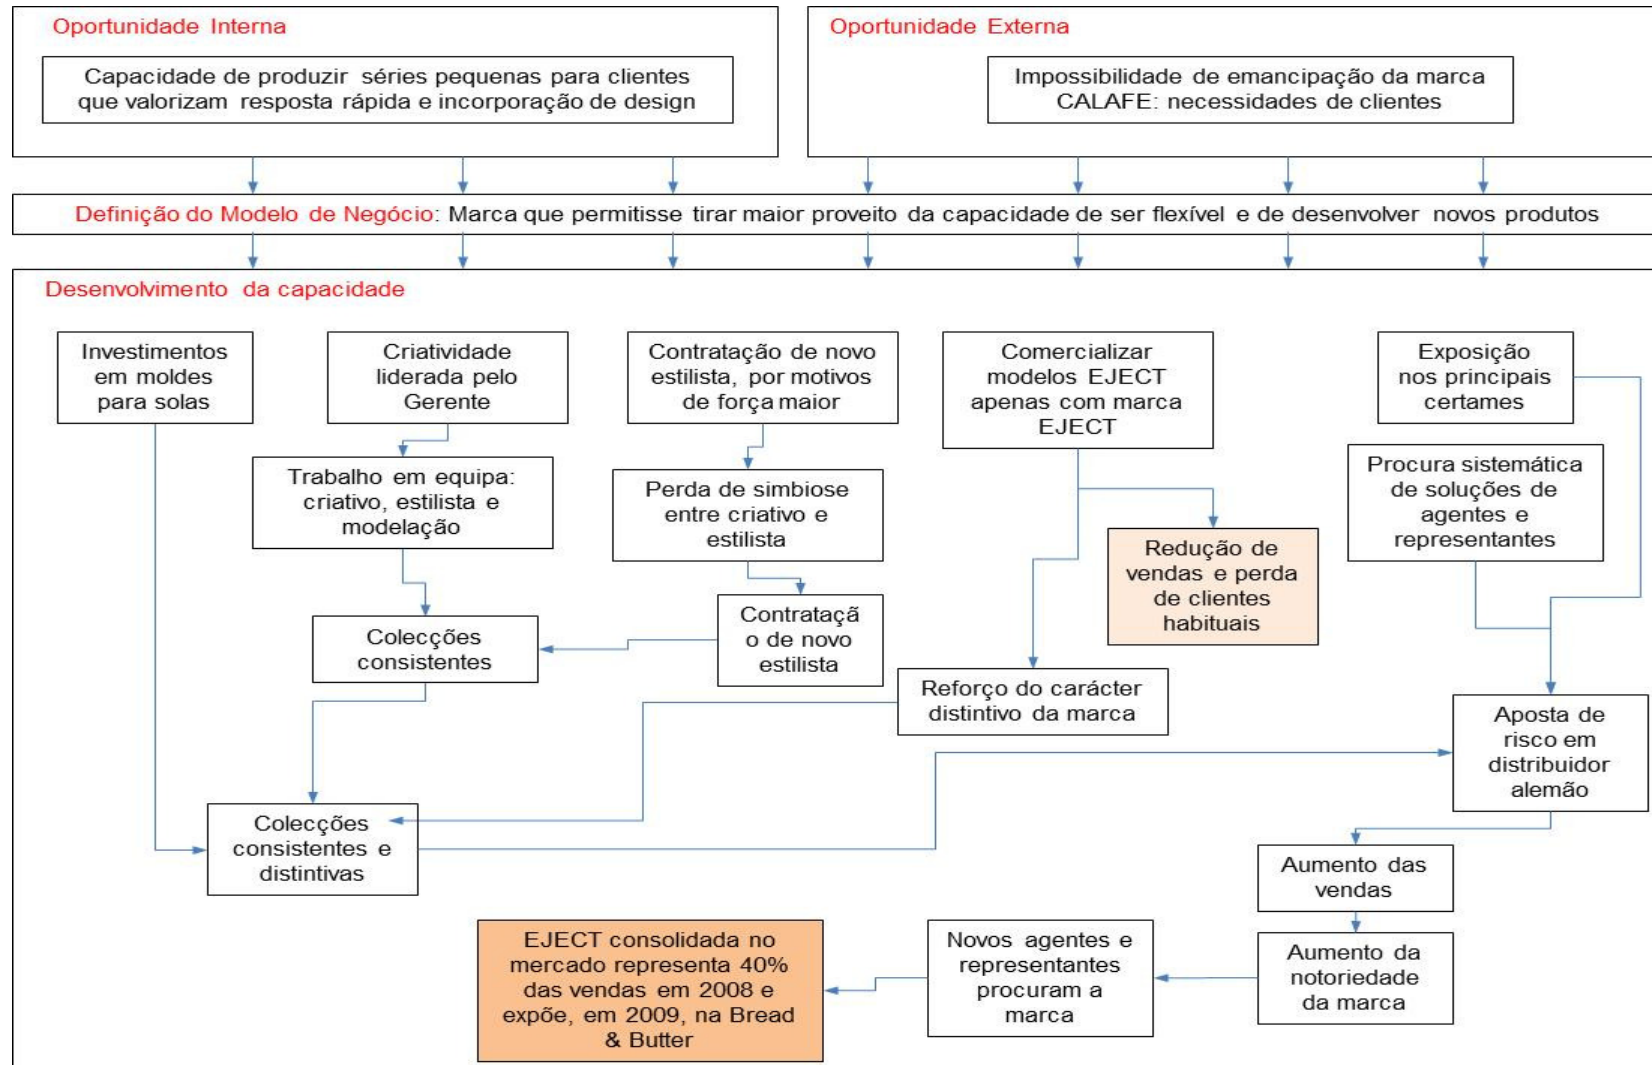 Oportunidade Interna
Capacidade de produzir séries pequenas para clientes
que valorizam resposta rápida e incorporação de design
Oportunidade Externa
Impossibilidade de emancipação da marca
CALAFE: necessidades de clientes
Definição do Modelo de Negócio: Marca que permitisse tirar maior proveito da capacidade de ser flexível e de desenvolver novos produtos
Desenvolvimento da capacidade
Investimentos
em moldes
para solas
Criatividade
liderada pelo
Gerente
Contratação de novo
estilista, por motivos
de força maior
Comercializar
modelos EJECT
apenas com marca
EJECT
Exposição
nos principais
certames
Trabalho em equipa:
criativo, estilista e
modelação
Perda de simbiose
entre criativo e
estilista
Procura sistemática
de soluções de
agentes e
representantes
Redução de
vendas e perda
de clientes
habituais
Colecções
consistentes
Contrataçã
o de novo
estilista
Reforço do carácter
distintivo da marca
Aposta de
risco em
distribuidor
alemão
Colecções
consistentes e
distintivas
Aumento das
vendas
EJECT consolidada no
mercado representa 40%
das vendas em 2008 e
expõe, em 2009, na Bread
& Butter
Novos agentes e
representantes
procuram a
marca
Aumento da
notoriedade
da marca